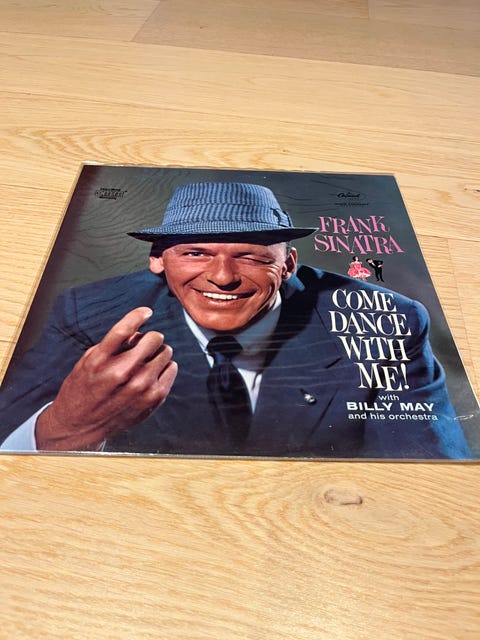 Capitol
FRANK
SINATRA
COME
DANCE
WITH
ME!
with
BILLY MAY
and his orchestra